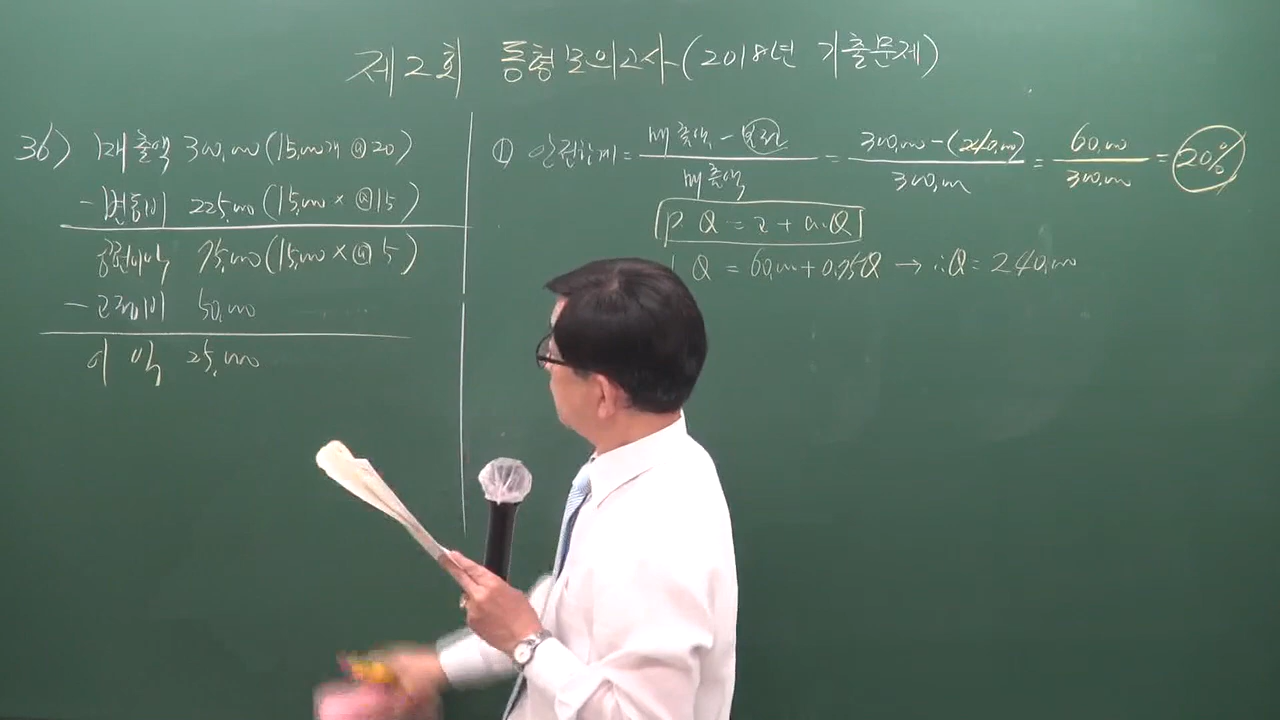 제2회 동형모의고사(2018년 기출문제)
36) 매출액 300,000(15,000개 @20)
- 변동비 225,000(15,000 × @15)
공헌이익 75,000(15,000 × @5)
- 고정비 50,000
이익 25,000
① 안전한계 = 매출액 - 손익 / 매출액 = 300,000-(240,000) / 300,000 = 60,000 / 300,000 = 20%
p. Q = z + a.Q
Q = 60,000 + 0.75Q → ∴Q = 240,000